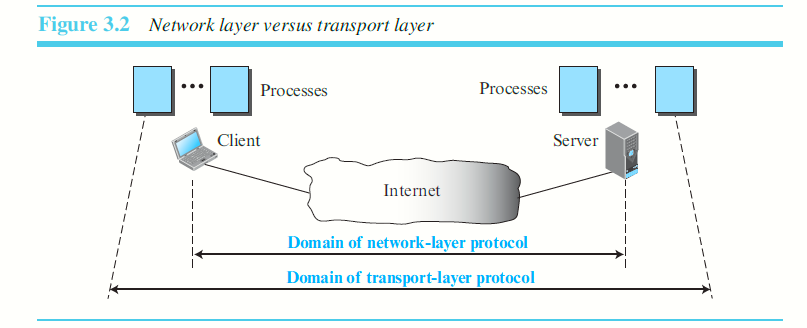 Figure 3.2 Network layer versus transport layer
Processes
Processes
Client
Server
Internet
Domain of network-layer protocol
Domain of transport-layer protocol